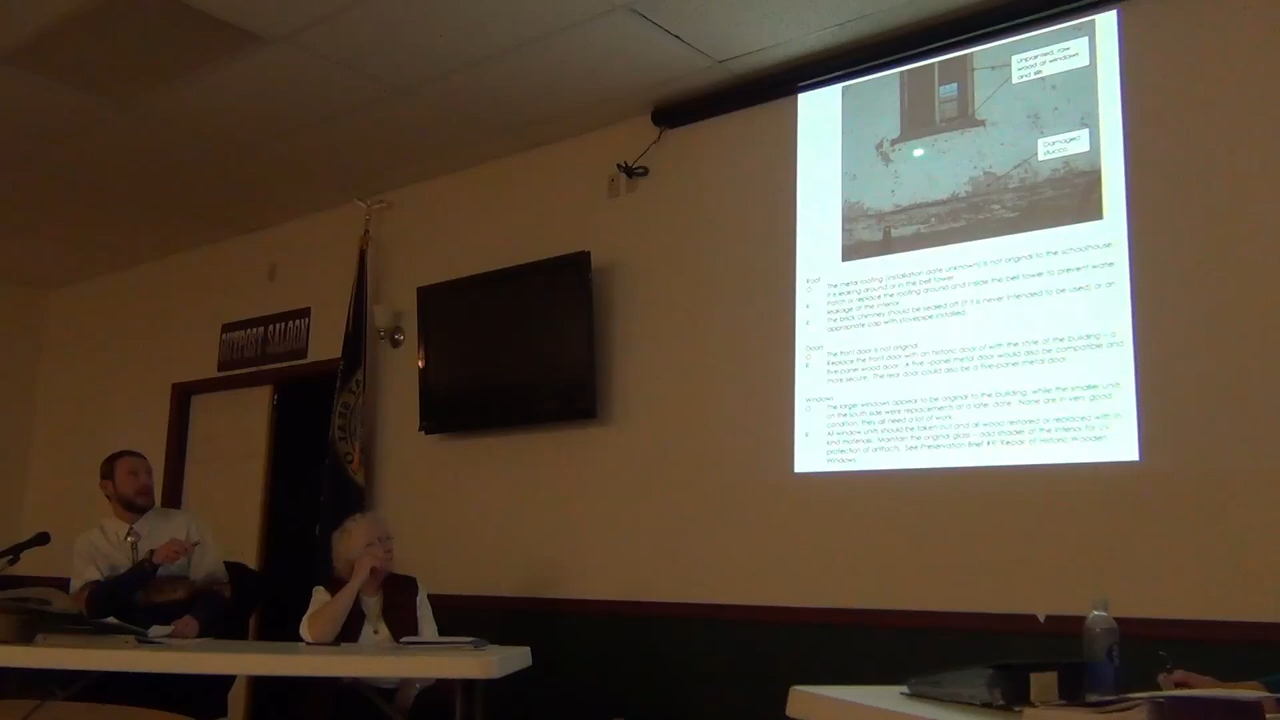 Unpainted, raw
wood at windows
and sills
Damaged
stucco
OUTPOST SALOON
Roof
O The metal roofing (installation date unknown) is not original to the schoolhouse.
It is leaking around or in the bell tower.
R Patch or replace the roofing around and inside the bell tower to prevent water
leakage at the interior.
R The brick chimney should be sealed off (if it is never intended to be used) or an
appropriate cap with stovepipe installed.
Doors
O The front door is not original.
R Replace the front door with an historic door of with the style of the building – a
five-panel wood door. A five-panel metal door would also be compatible and
more secure. The rear door could also be a five-panel metal door.
Windows
O The larger windows appear to be original to the building, while the smaller units
on the south side were replacements at a later date. None are in very good
condition; they all need a lot of work.
R All window units should be taken out and all wood restored or replaced with in-
kind materials. Maintain the original glass – add shades at the interior for UV
protection of artifacts. See Preservation Brief #9: Repair of Historic Wooden
Windows.